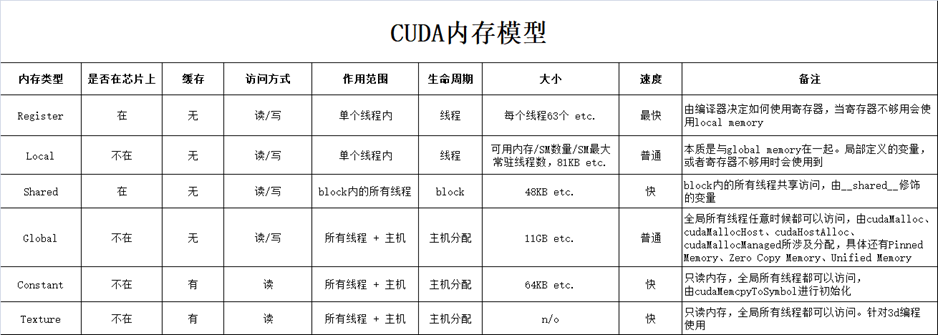 CUDA内存模型
内存类型 是否在芯片上 缓存 访问方式 作用范围 生命周期 大小 速度 备注
Register 在 无 读/写 单个线程内 线程 每个线程63个 etc. 最快 由编译器决定如何使用寄存器，当寄存器不够用会使
用local memory
Local 不在 无 读/写 单个线程内 线程 可用内存/SM数量/SM最大
常驻线程数，81KB etc. 普通 本质是与global memory在一起。局部定义的变量，
或者寄存器不够用时会使用到
Shared 在 无 读/写 block内的所有线程 block 48KB etc. 快 block内的所有线程共享访问，由__shared__修饰
的变量
Global 不在 无 读/写 所有线程 + 主机 主机分配 11GB etc. 普通 全局所有线程任意时候都可以访问，由cudaMalloc、
cudaMallocHost、cudaHostAlloc、
cudaMallocManaged所涉及分配，具体还有Pinned
Memory、Zero Copy Memory、Unified Memory
Constant 不在 有 读 所有线程 + 主机 主机分配 64KB etc. 快 只读内存，全局所有线程都可以访问，
由cudaMemcpyToSymbol进行初始化
Texture 不在 有 读 所有线程 + 主机 主机分配 n/o 快 只读内存，全局所有线程都可以访问。针对3d编程
使用